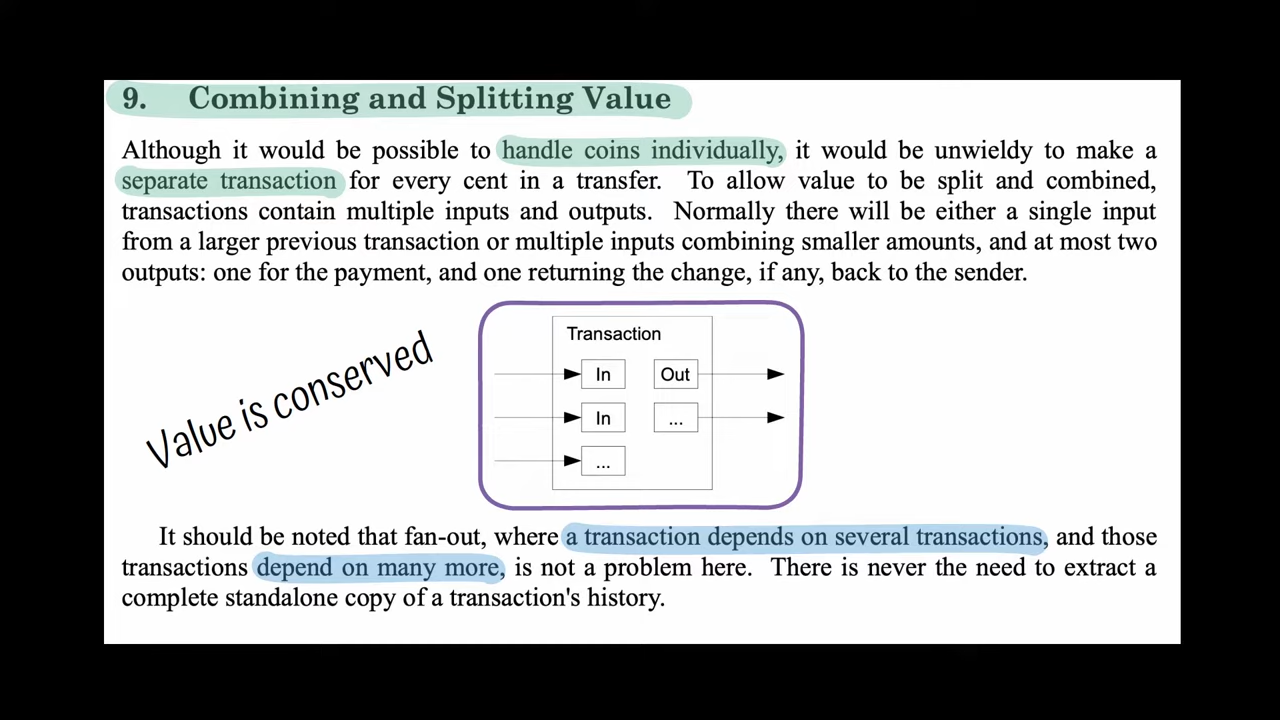 9. Combining and Splitting Value
Although it would be possible to handle coins individually, it would be unwieldy to make a
separate transaction for every cent in a transfer. To allow value to be split and combined,
transactions contain multiple inputs and outputs. Normally there will be either a single input
from a larger previous transaction or multiple inputs combining smaller amounts, and at most two
outputs: one for the payment, and one returning the change, if any, back to the sender.
Value is conserved
Transaction
In Out
In ...
...
It should be noted that fan-out, where a transaction depends on several transactions, and those
transactions depend on many more, is not a problem here. There is never the need to extract a
complete standalone copy of a transaction's history.